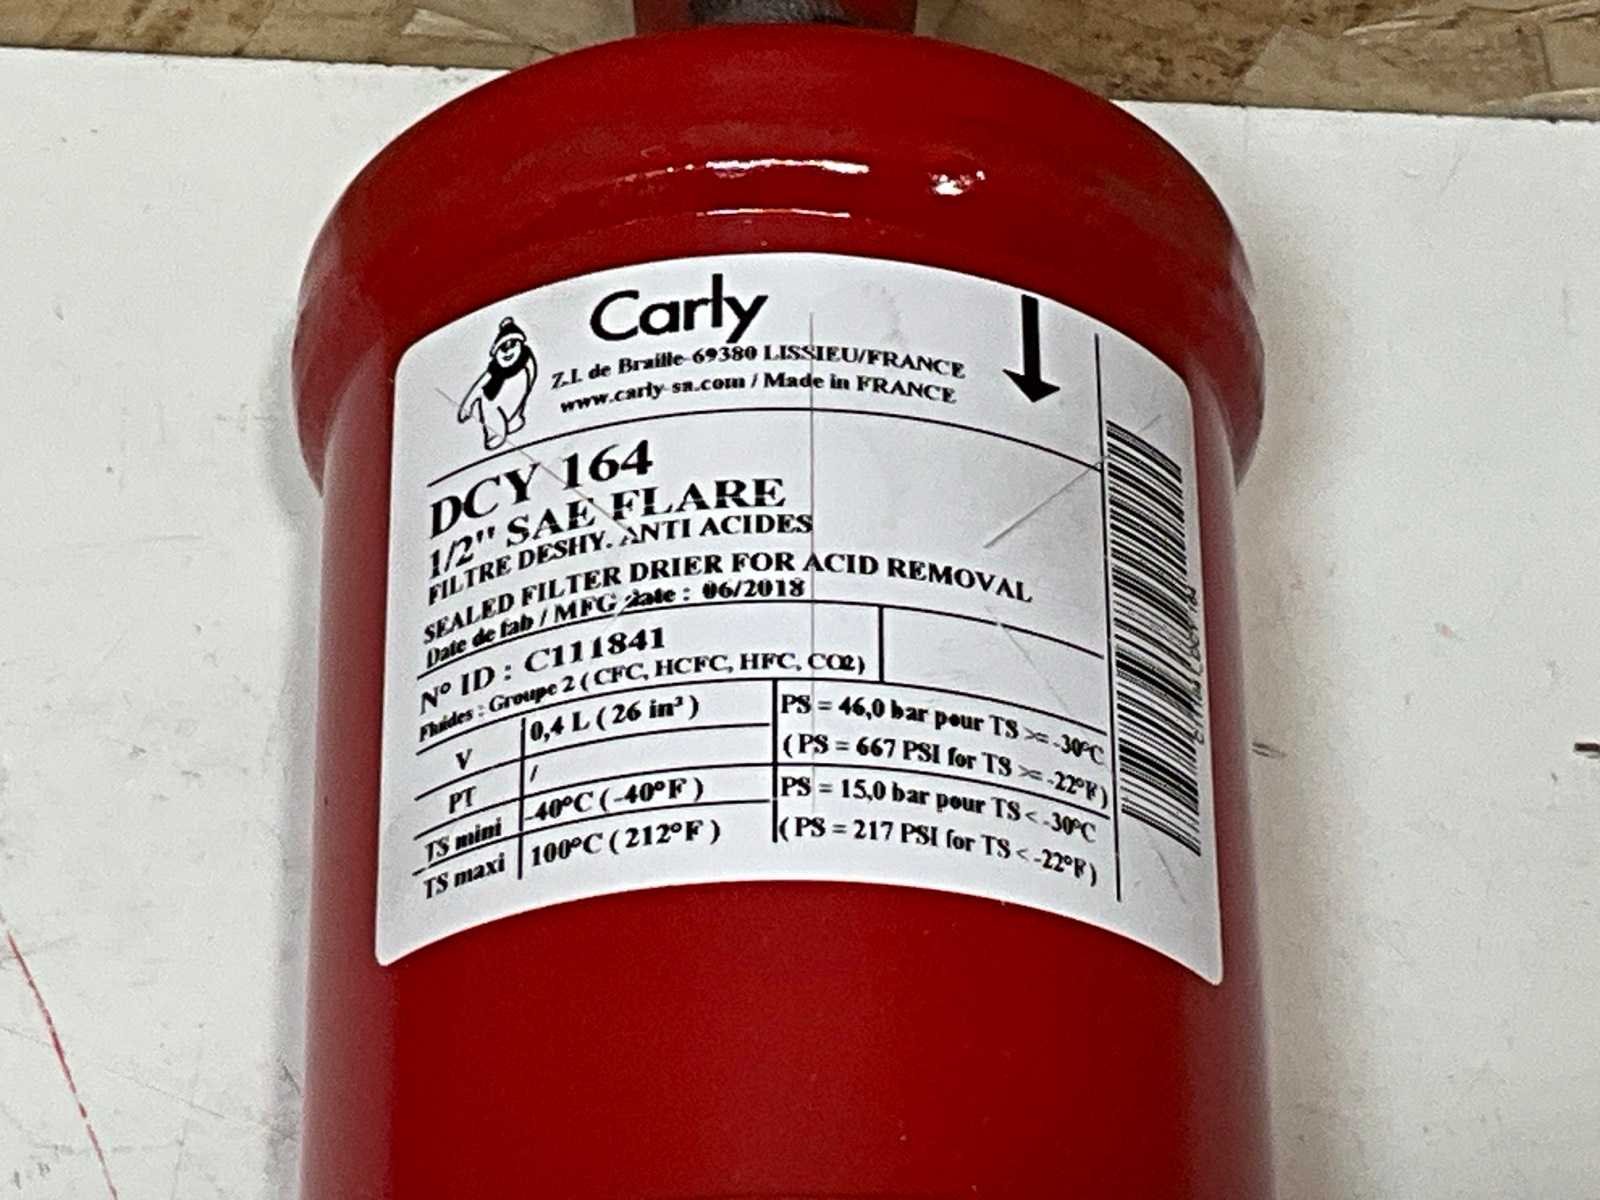 Carly
Z.I. de Braille-69380 LISSIEU/FRANCE
www.carly-sa.com / Made in FRANCE
DCY 164
1/2" SAE FLARE
FILTRE DESHY. ANTI ACIDES
SEALED FILTER DRIER FOR ACID REMOVAL
Date de fab / MFG date : 06/2018
N° ID : C111841
Fluides : Groupe 2 ( CFC, HCFC, HFC, CO2)
V 0,4 L ( 26 in³ )
PT /
TS mini -40°C ( -40°F )
TS maxi 100°C ( 212°F )
PS = 46,0 bar pour TS >= -30°C
( PS = 667 PSI for TS >= -22°F )
PS = 15,0 bar pour TS < -30°C
( PS = 217 PSI for TS < -22°F )